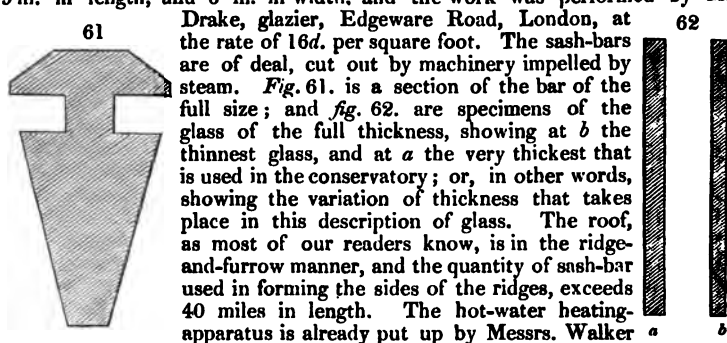 in length, and
in width, and the work was performed by
Drake, glazier, Edgeware Road, London, at
61
62
the rate of 16d. per square foot. The sash-bars
are of deal, cut out by machinery impelled by
steam. Fig. 61. is a section of the bar of the
full size; and fig. 62. are specimens of the
glass of the full thickness, showing at b the
thinnest glass, and at a the very thickest that
is used in the conservatory; or, in other words,
showing the variation of thickness that takes
place in this description of glass. The roof,
as most of our readers know, is in the ridge-
and-furrow manner, and the quantity of sash-bar
used in forming the sides of the ridges, exceeds
40 miles in length. The hot-water heating-
apparatus is already put up by Messrs. Walker
a
b